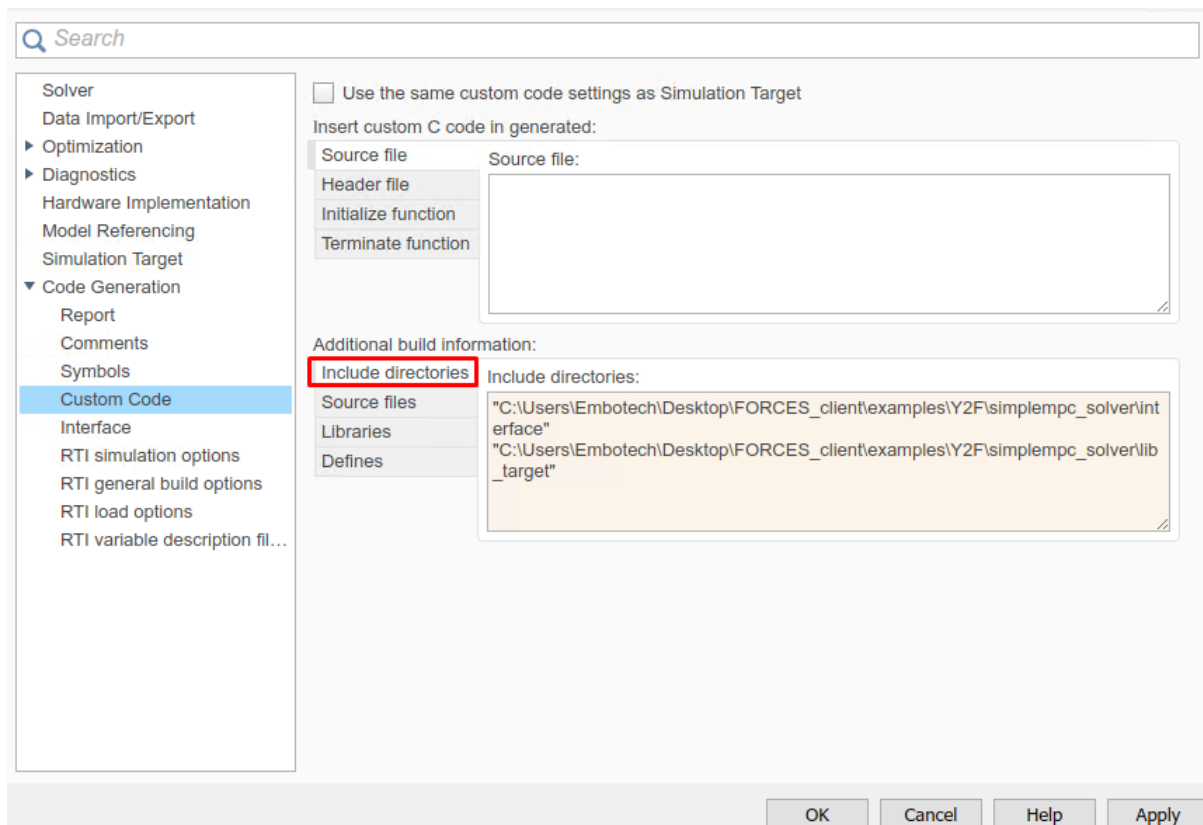 Search
Solver
Data Import/Export
Optimization
Diagnostics
Hardware Implementation
Model Referencing
Simulation Target
Code Generation
Report
Comments
Symbols
Custom Code
Interface
RTI simulation options
RTI general build options
RTI load options
RTI variable description fil...
Use the same custom code settings as Simulation Target
Insert custom C code in generated:
Source file
Header file
Initialize function
Terminate function
Source file:
Additional build information:
Include directories
Source files
Libraries
Defines
Include directories:
"C:\Users\Embotech\Desktop\FORCES_client\examples\Y2F\simplempc_solver\int
erface"
"C:\Users\Embotech\Desktop\FORCES_client\examples\Y2F\simplempc_solver\lib
_target"
OK
Cancel
Help
Apply